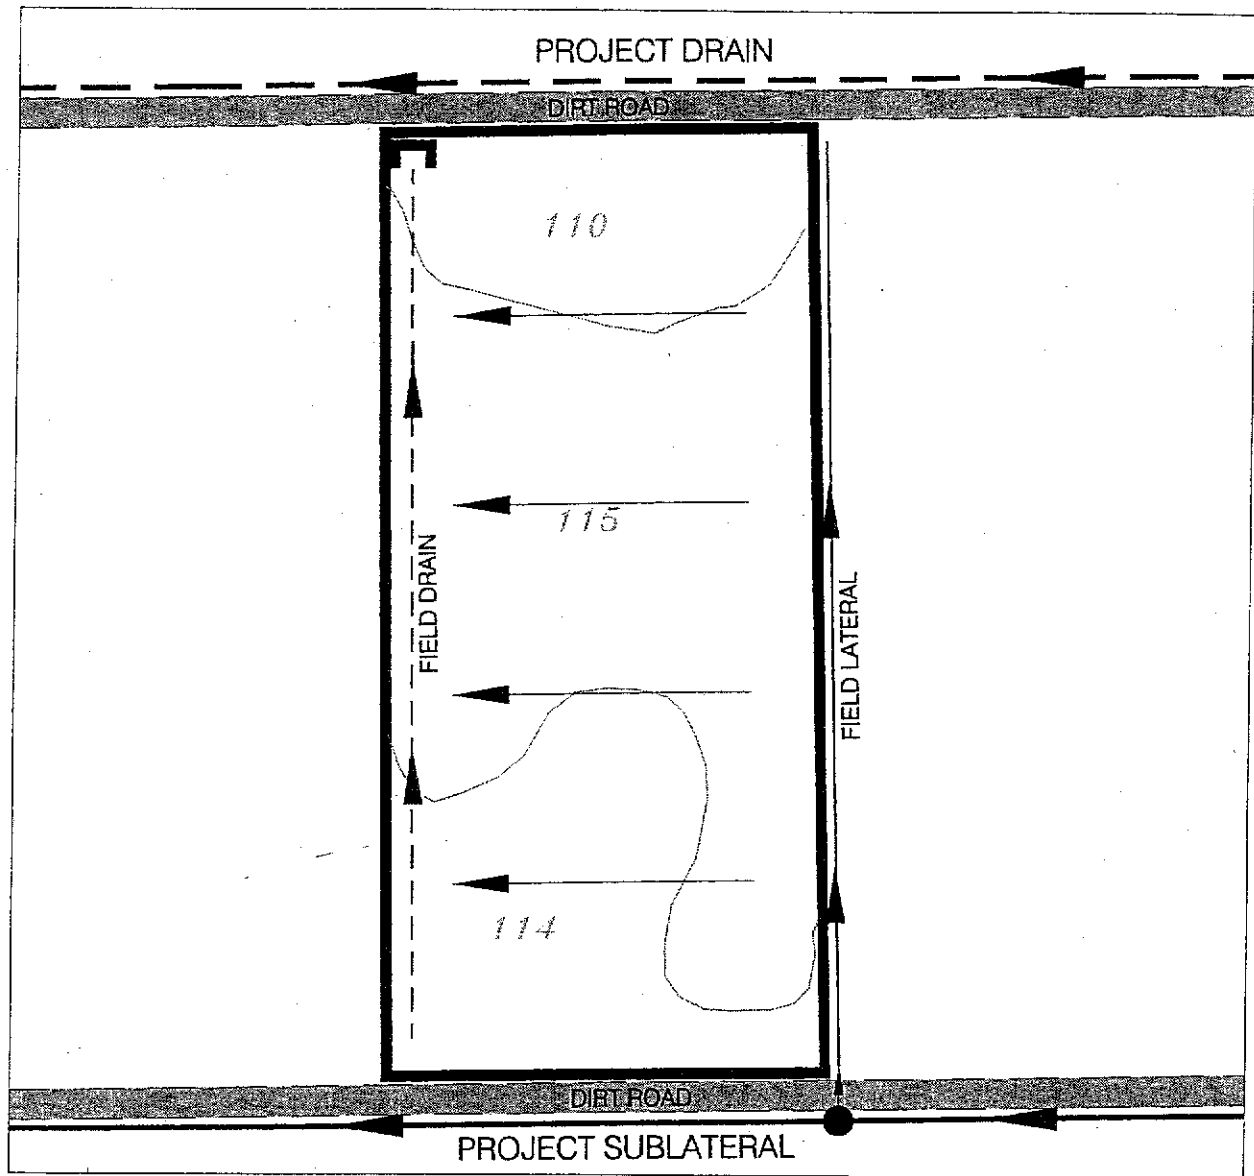 PROJECT DRAIN
DIRT ROAD
110
115
FIELD DRAIN
FIELD LATERAL
114
DIRT ROAD
PROJECT SUBLATERAL